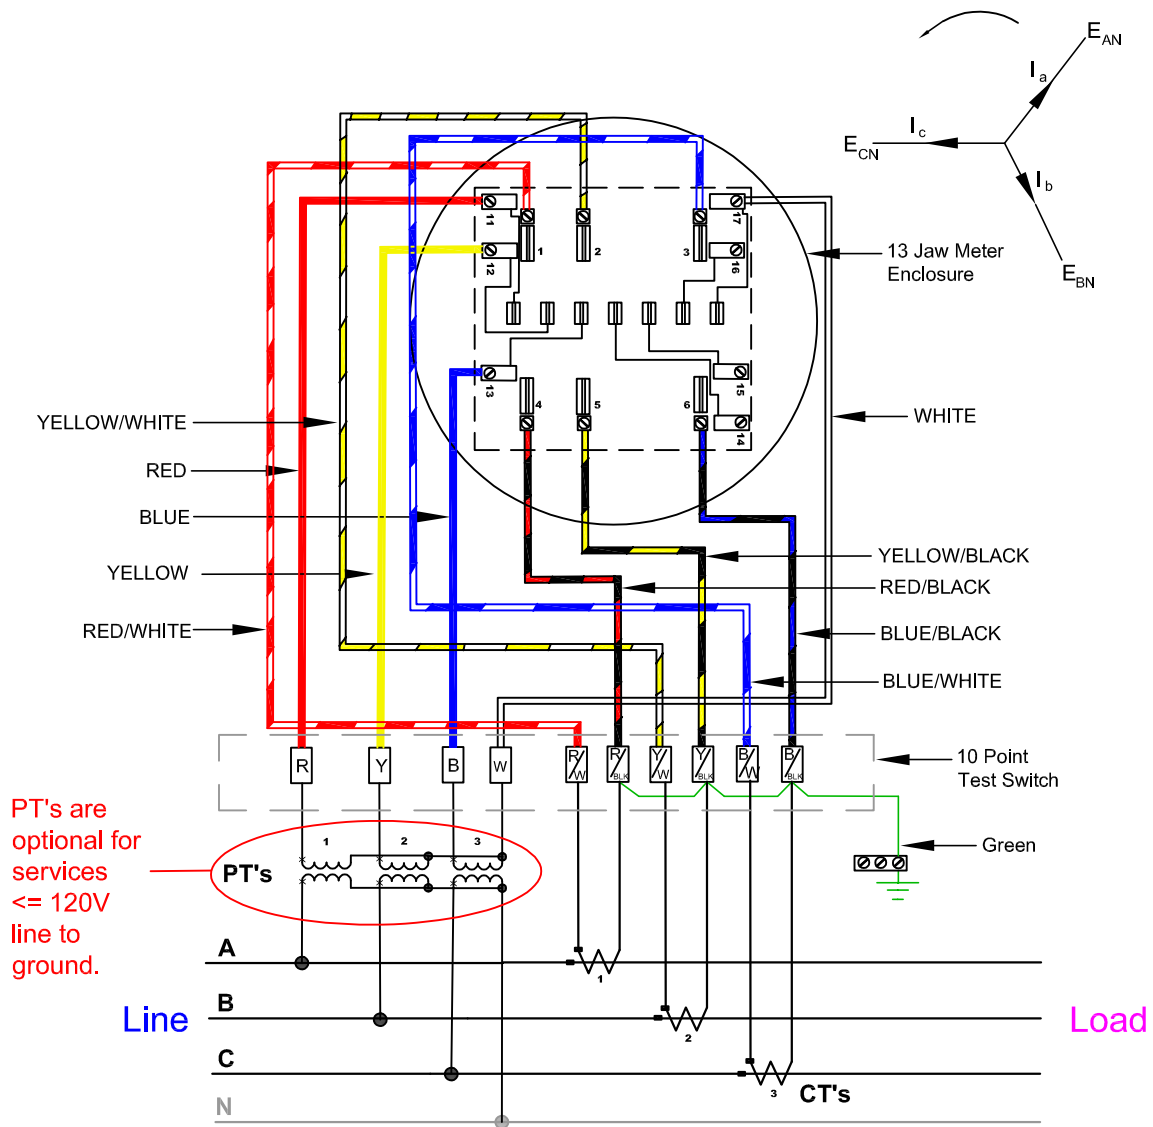 E_AN
I_a
E_CN
I_c
I_b
E_BN
11
17
1
2
3
12
16
13 Jaw Meter
Enclosure
13
15
4
5
6
14
YELLOW/WHITE
WHITE
RED
BLUE
YELLOW/BLACK
YELLOW
RED/BLACK
RED/WHITE
BLUE/BLACK
BLUE/WHITE
R
Y
B
W
R/W
R/BLK
Y/W
Y/BLK
B/W
B/BLK
10 Point
Test Switch
PT's are
optional for
services
<= 120V
line to
ground.
1
2
3
PT's
Green
A
1
B
Line
2
Load
C
3
CT's
N